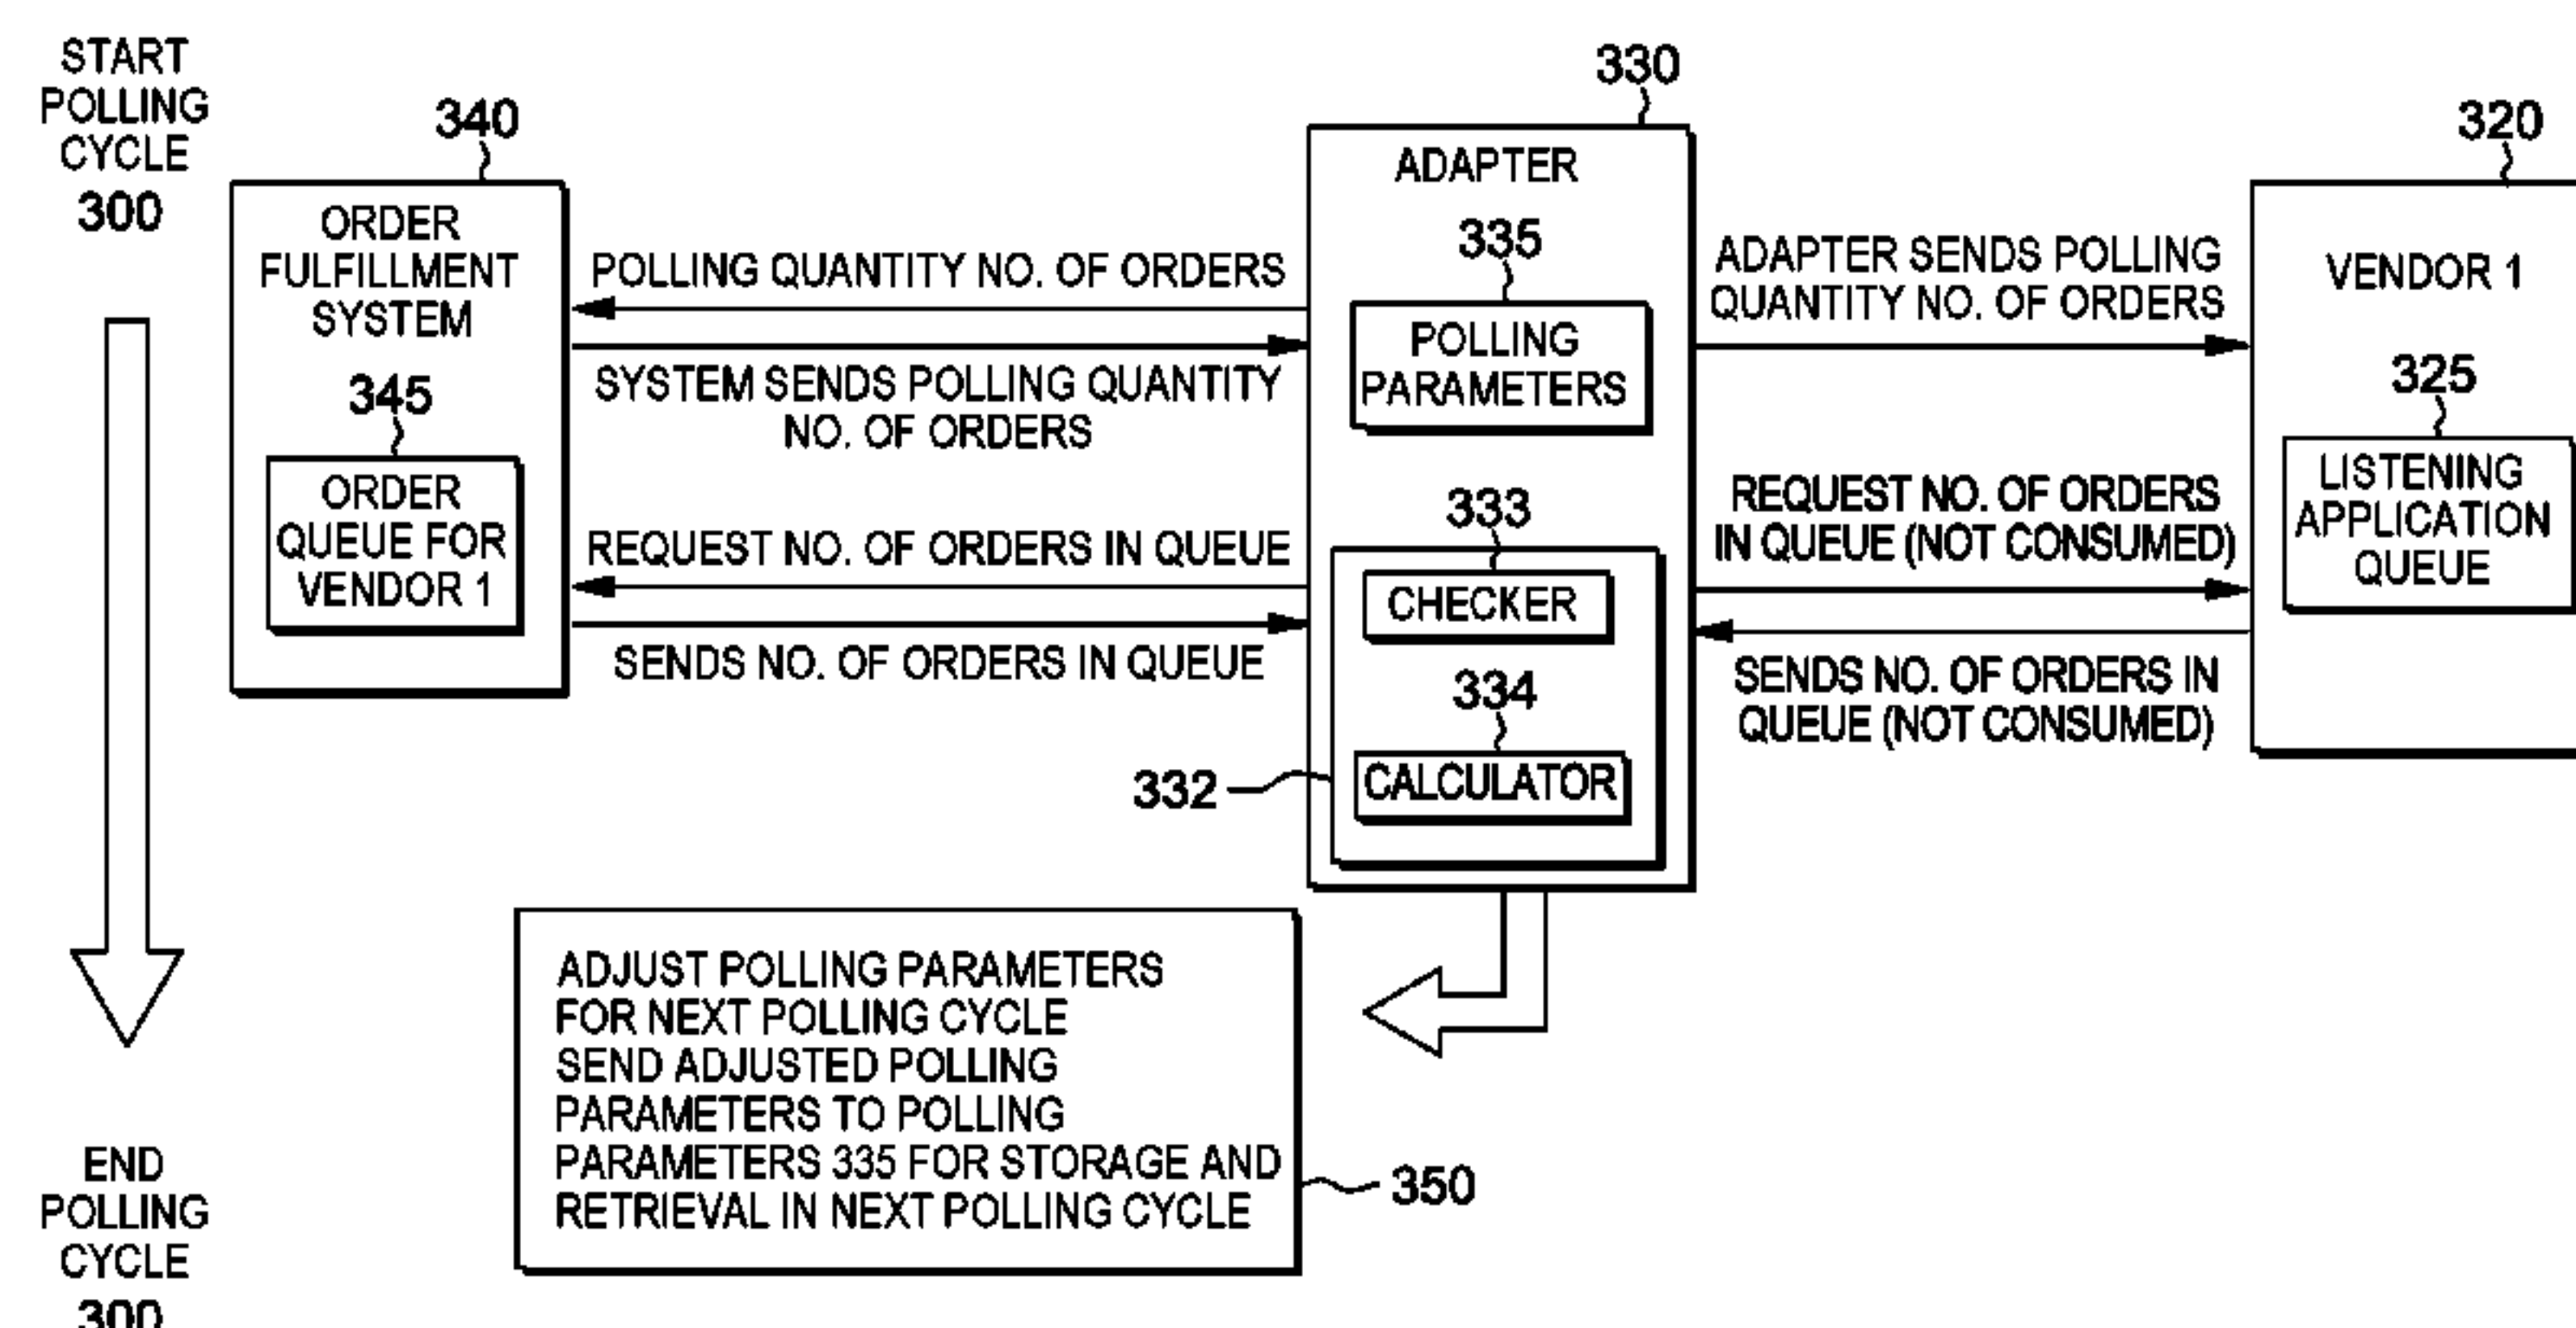 START
POLLING
CYCLE
300
340
ORDER
FULFILLMENT
SYSTEM
345
ORDER
QUEUE FOR
VENDOR 1
POLLING QUANTITY NO. OF ORDERS
SYSTEM SENDS POLLING QUANTITY
NO. OF ORDERS
REQUEST NO. OF ORDERS IN QUEUE
SENDS NO. OF ORDERS IN QUEUE
330
ADAPTER
335
POLLING
PARAMETERS
333
CHECKER
334
CALCULATOR
332
ADAPTER SENDS POLLING
QUANTITY NO. OF ORDERS
REQUEST NO. OF ORDERS
IN QUEUE (NOT CONSUMED)
SENDS NO. OF ORDERS IN
QUEUE (NOT CONSUMED)
320
VENDOR 1
325
LISTENING
APPLICATION
QUEUE
ADJUST POLLING PARAMETERS
FOR NEXT POLLING CYCLE
SEND ADJUSTED POLLING
PARAMETERS TO POLLING
PARAMETERS 335 FOR STORAGE AND
RETRIEVAL IN NEXT POLLING CYCLE
350
END
POLLING
CYCLE
300